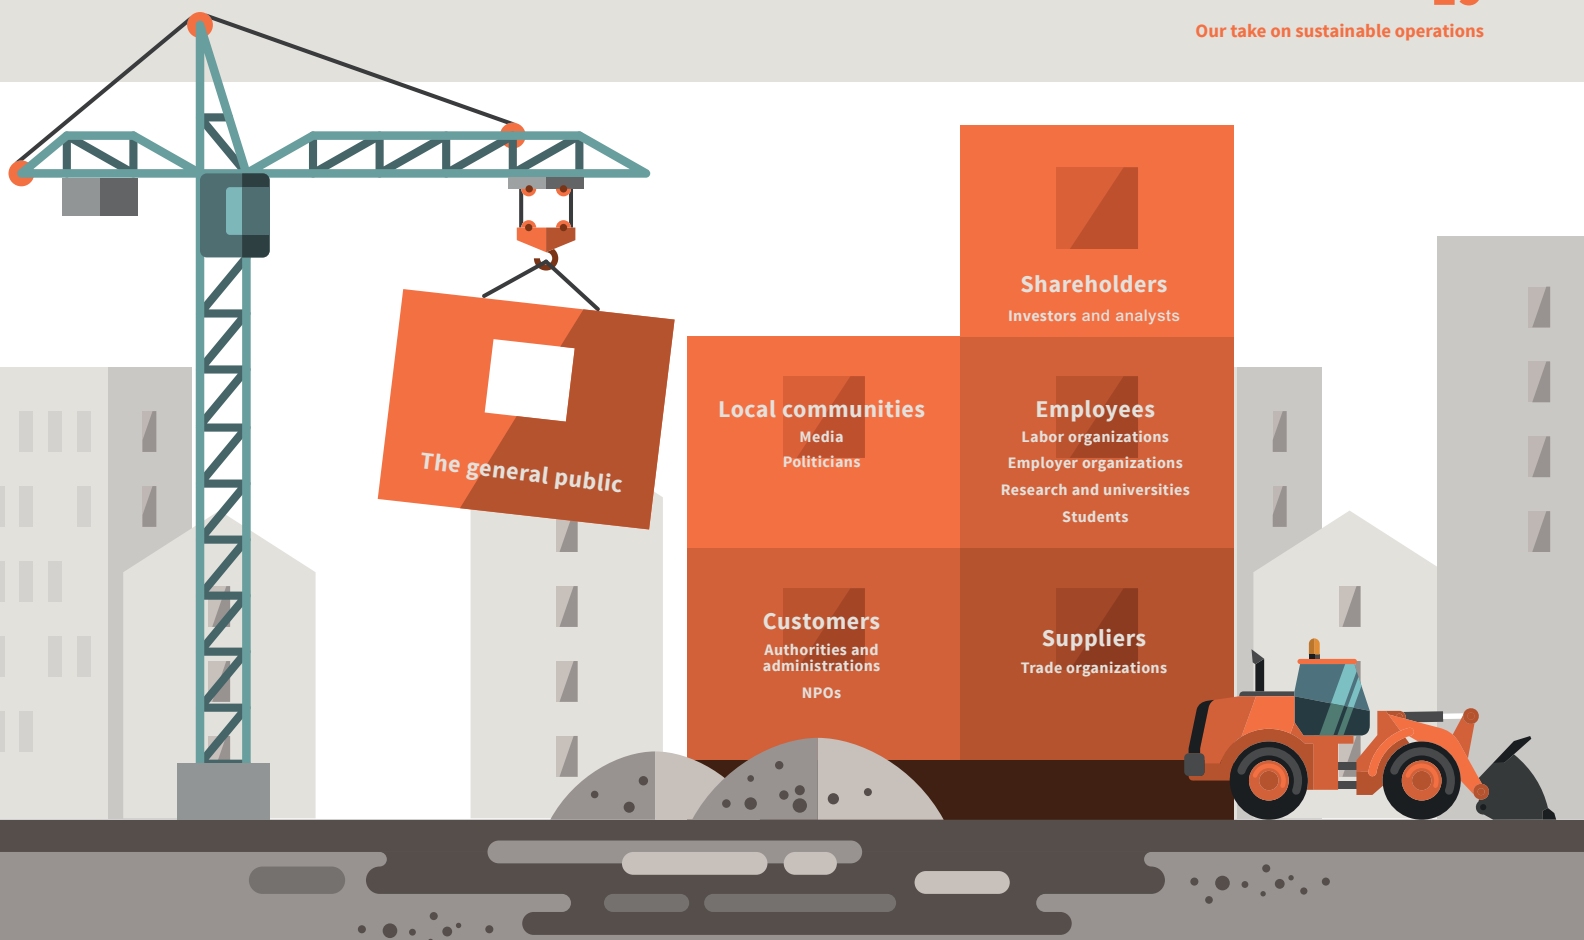 Our take on sustainable operations
Shareholders
Investors and analysts
The general public
Local communities
Media
Politicians
Employees
Labor organizations
Employer organizations
Research and universities
Students
Customers
Authorities and
administrations
NPOs
Suppliers
Trade organizations